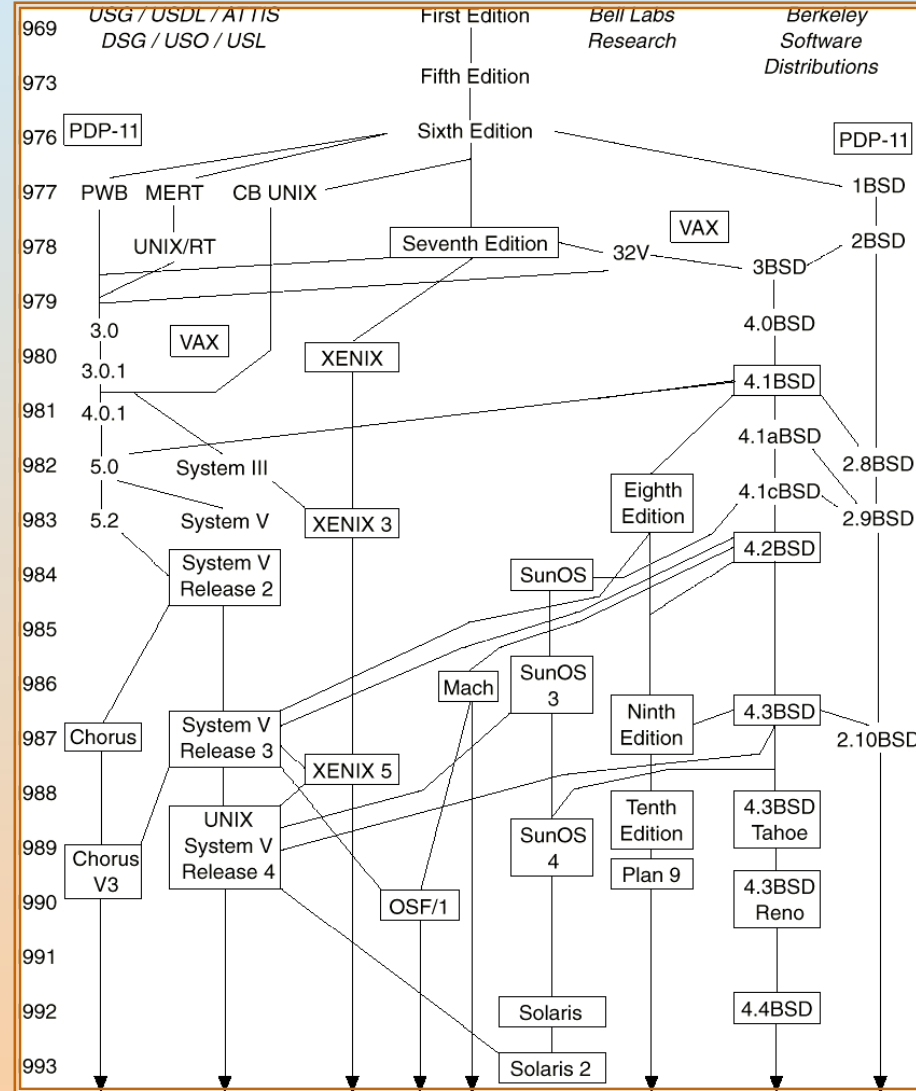 USG / USDL / ATTIS
DSG / USO / USL
First Edition
Bell Labs
Research
Berkeley
Software
Distributions
969
973
Fifth Edition
976
PDP-11
Sixth Edition
PDP-11
977
PWB
MERT
CB UNIX
1BSD
978
UNIX/RT
Seventh Edition
32V
VAX
2BSD
3BSD
979
3.0
VAX
4.0BSD
980
3.0.1
XENIX
4.1BSD
981
4.0.1
4.1aBSD
982
5.0
System III
2.8BSD
Eighth
Edition
4.1cBSD
983
5.2
System V
XENIX 3
2.9BSD
4.2BSD
984
System V
Release 2
SunOS
985
986
Mach
SunOS
3
987
Chorus
System V
Release 3
Ninth
Edition
4.3BSD
2.10BSD
XENIX 5
988
UNIX
System V
Release 4
Tenth
Edition
4.3BSD
Tahoe
989
Chorus
V3
SunOS
4
Plan 9
990
OSF/1
4.3BSD
Reno
991
992
Solaris
4.4BSD
993
Solaris 2